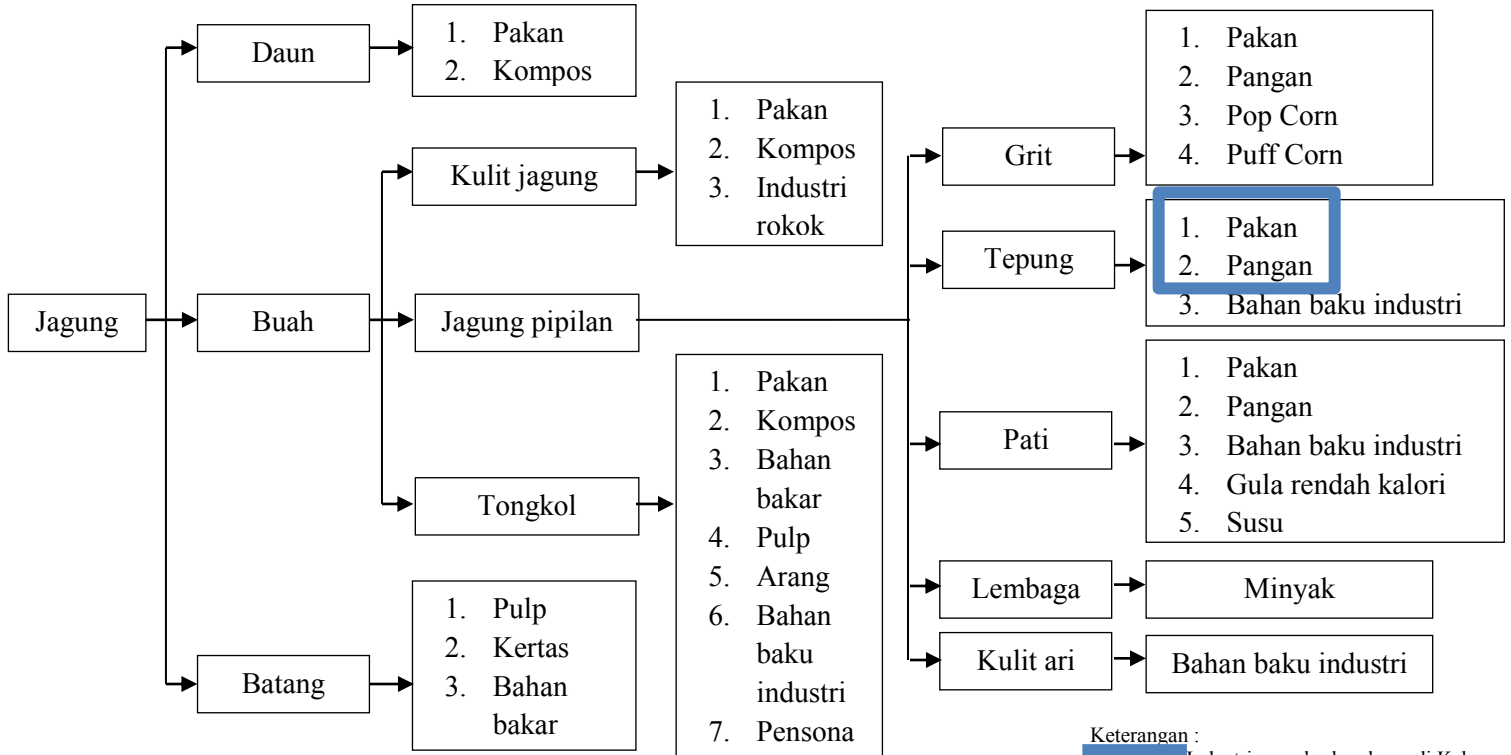 Jagung
Daun
1. Pakan
2. Kompos
Buah
Kulit jagung
1. Pakan
2. Kompos
3. Industri
rokok
Jagung pipilan
Grit
1. Pakan
2. Pangan
3. Pop Corn
4. Puff Corn
Tepung
1. Pakan
2. Pangan
3. Bahan baku industri
Pati
1. Pakan
2. Pangan
3. Bahan baku industri
4. Gula rendah kalori
5. Susu
Lembaga
Minyak
Kulit ari
Bahan baku industri
Tongkol
1. Pakan
2. Kompos
3. Bahan
bakar
4. Pulp
5. Arang
6. Bahan
baku
industri
7. Pensona
Batang
1. Pulp
2. Kertas
3. Bahan
bakar
Keterangan :